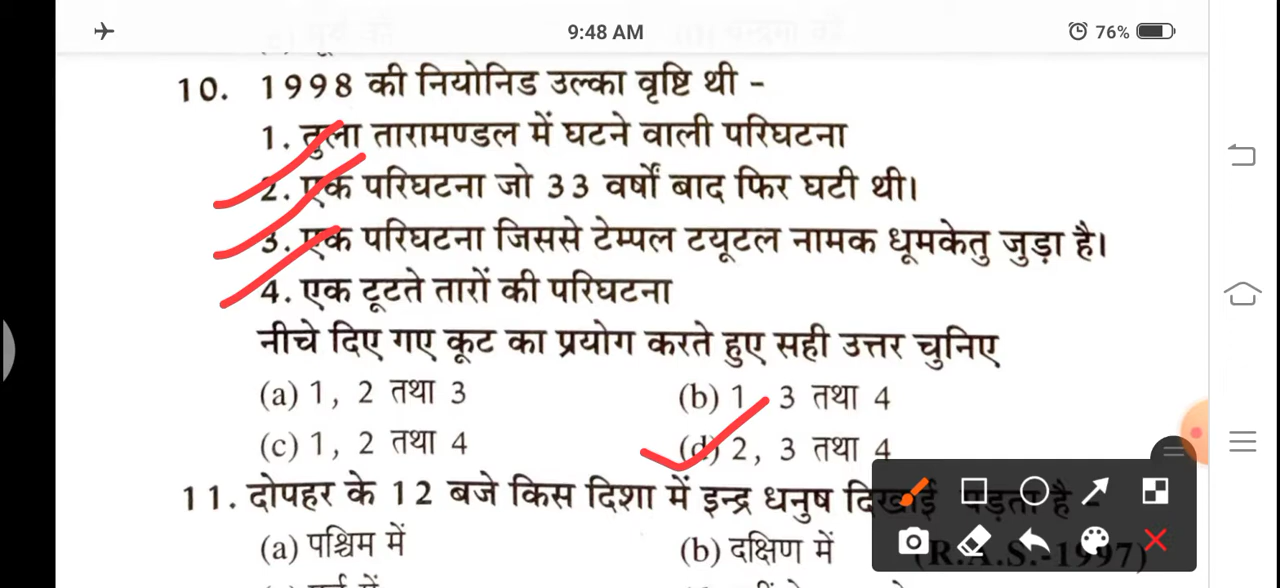 9:48 AM
76%
10. 1998 की नियोनिड उल्का वृष्टि थी -
1. तुला तारामण्डल में घटने वाली परिघटना
2. एक परिघटना जो 33 वर्षों बाद फिर घटी थी।
3. एक परिघटना जिससे टेम्पल टयूटल नामक धूमकेतु जुड़ा है।
4. एक टूटते तारों की परिघटना
नीचे दिए गए कूट का प्रयोग करते हुए सही उत्तर चुनिए
(a) 1, 2 तथा 3 (b) 1, 3 तथा 4
(c) 1, 2 तथा 4 (d) 2, 3 तथा 4
11. दोपहर के 12 बजे किस दिशा में इन्द्र धनुष दिखाई पड़ता है -
(R.A.S.-1997)
(a) पश्चिम में (b) दक्षिण में